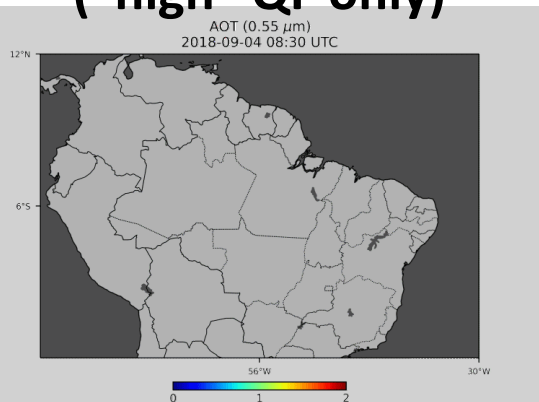 (“high” QF only)
AOT (0.55 μm)
2018-09-04 08:30 UTC
12°N
6°S
56°W
30°W
0 1 2